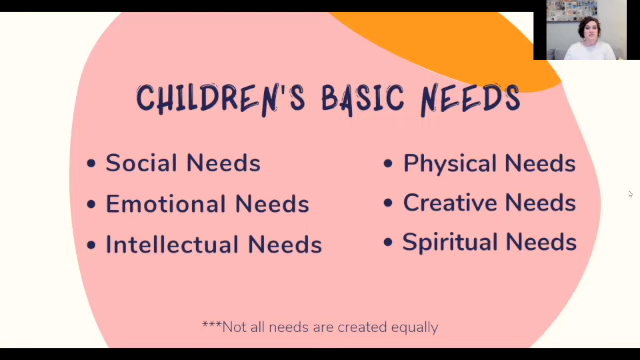 CHILDREN'S BASIC NEEDS
• Social Needs
• Emotional Needs
• Intellectual Needs
• Physical Needs
• Creative Needs
• Spiritual Needs
***Not all needs are created equally